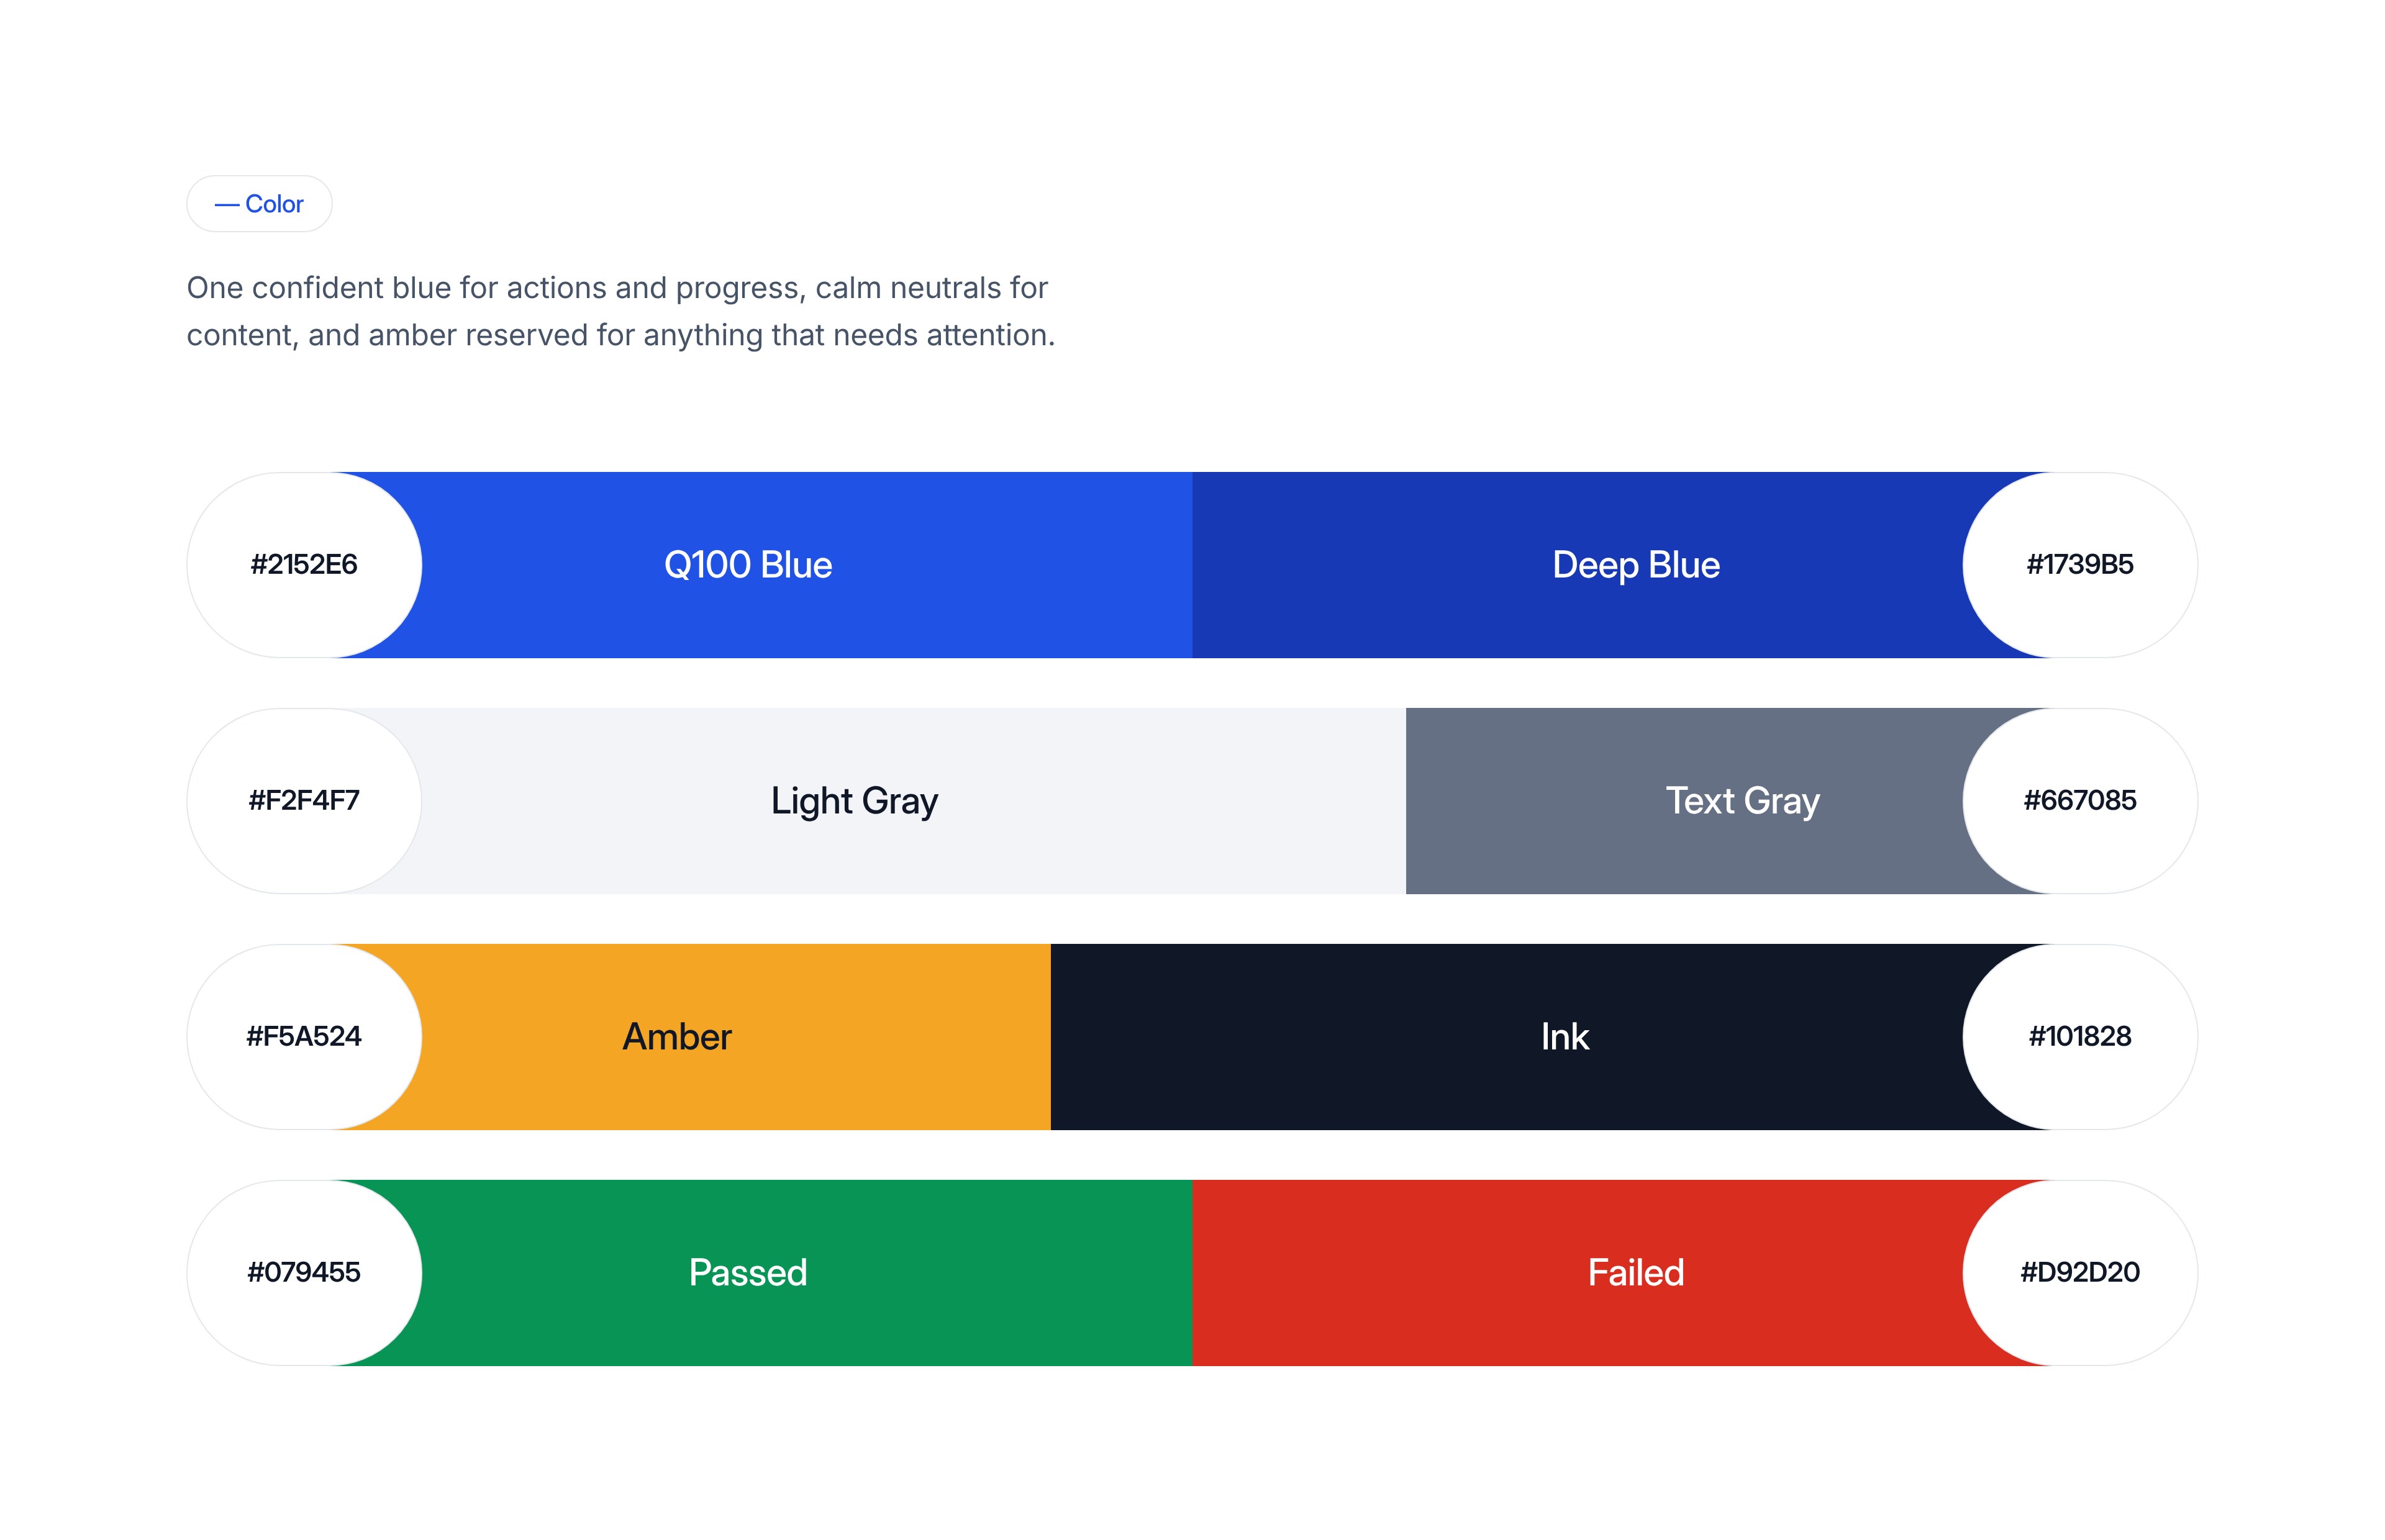 — Color
One confident blue for actions and progress, calm neutrals for
content, and amber reserved for anything that needs attention.
#2152E6
Q100 Blue
Deep Blue
#1739B5
#F2F4F7
Light Gray
Text Gray
#667085
#F5A524
Amber
Ink
#101828
#079455
Passed
Failed
#D92D20